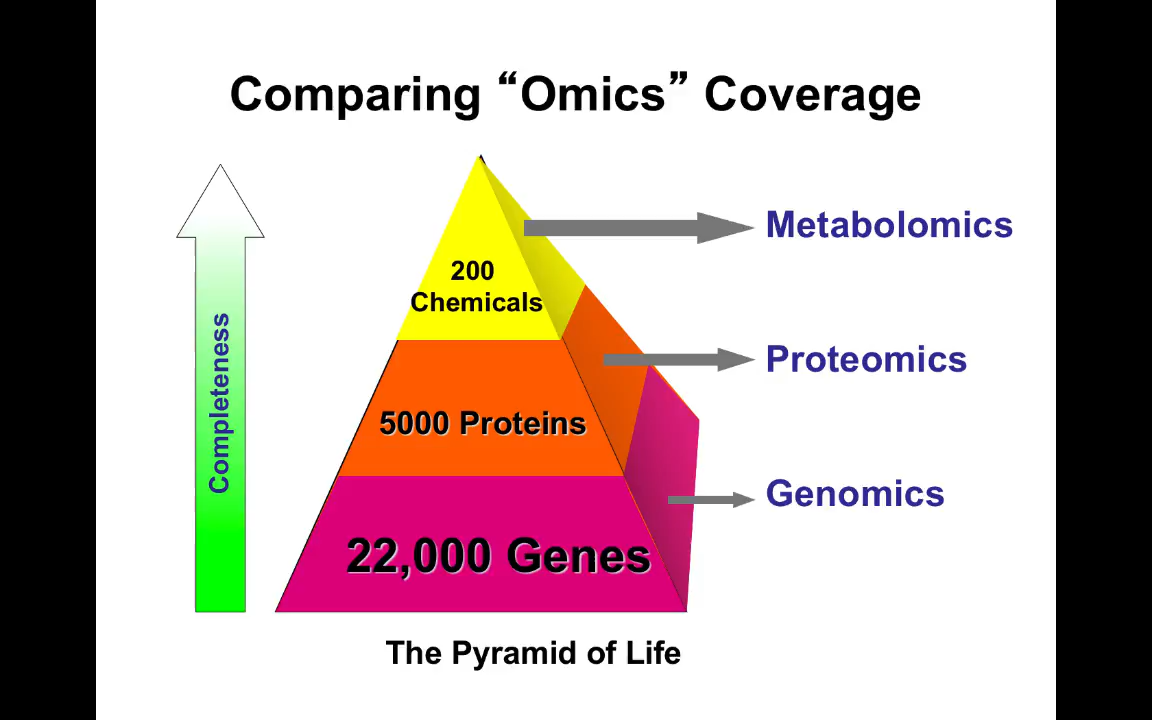 Comparing “Omics” Coverage
Metabolomics
200
Chemicals
Completeness
Proteomics
5000 Proteins
Genomics
22,000 Genes
The Pyramid of Life